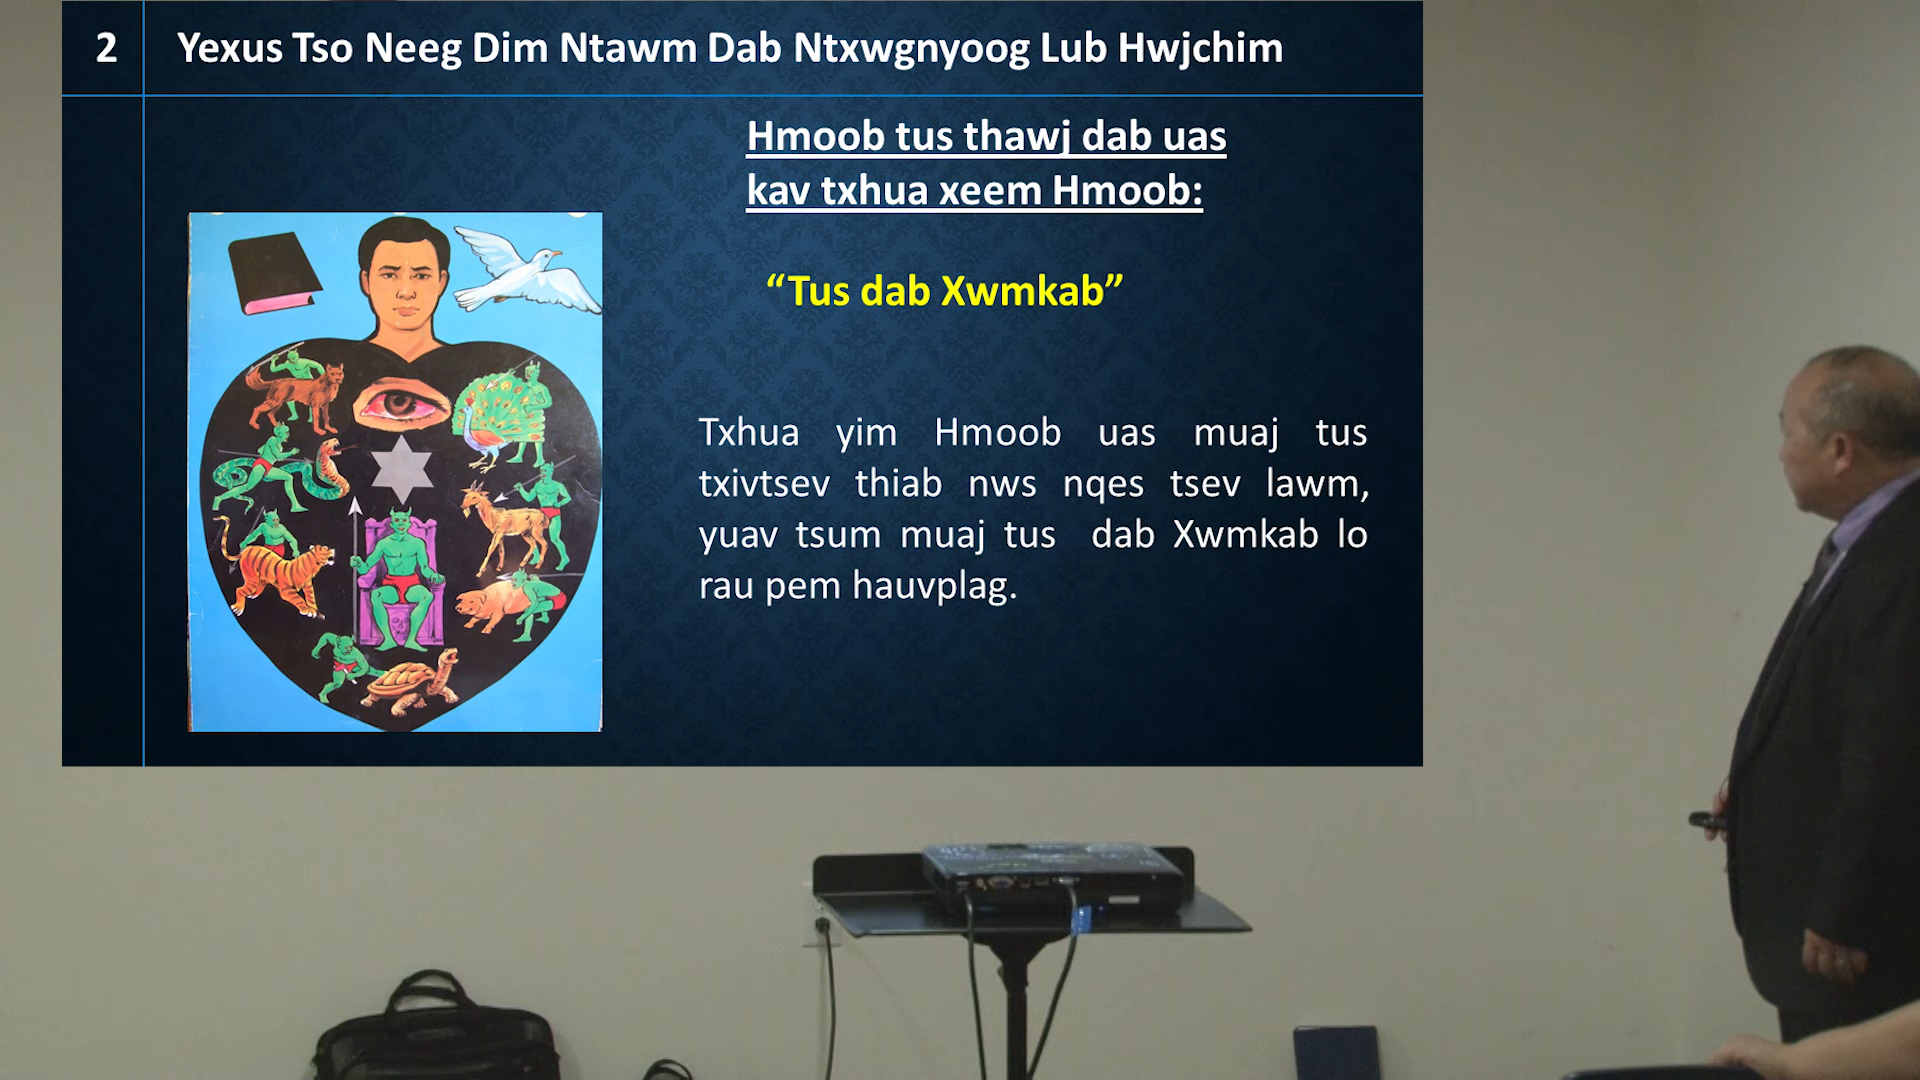 2
Yexus Tso Neeg Dim Ntawm Dab Ntxwgnyoog Lub Hwjchim
Hmoob tus thawj dab uas
kav txhua xeem Hmoob:
“Tus dab Xwmkab”
Txhua yim Hmoob uas muaj tus
txivtsev thiab nws nqes tsev lawm,
yuav tsum muaj tus dab Xwmkab lo
rau pem hauvplag.